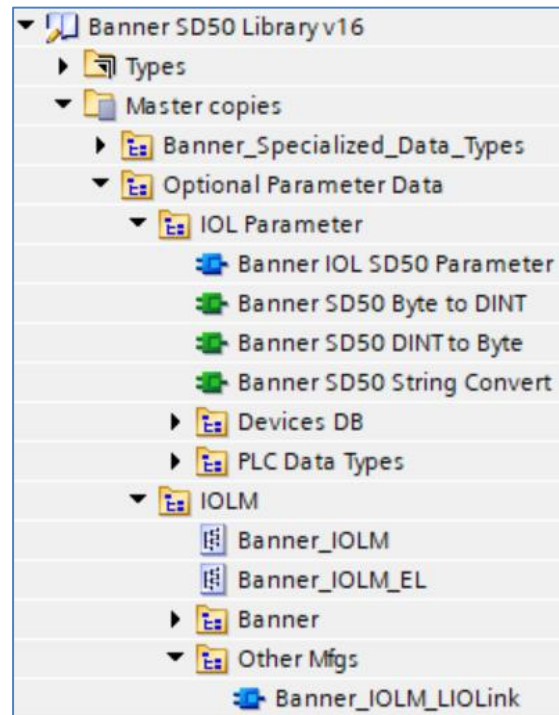 Banner SD50 Library v16
Types
Master copies
Banner_Specialized_Data_Types
Optional Parameter Data
IOL Parameter
Banner IOL SD50 Parameter
Banner SD50 Byte to DINT
Banner SD50 DINT to Byte
Banner SD50 String Convert
Devices DB
PLC Data Types
IOLM
Banner_IOLM
Banner_IOLM_EL
Banner
Other Mfgs
Banner_IOLM_LIOLink